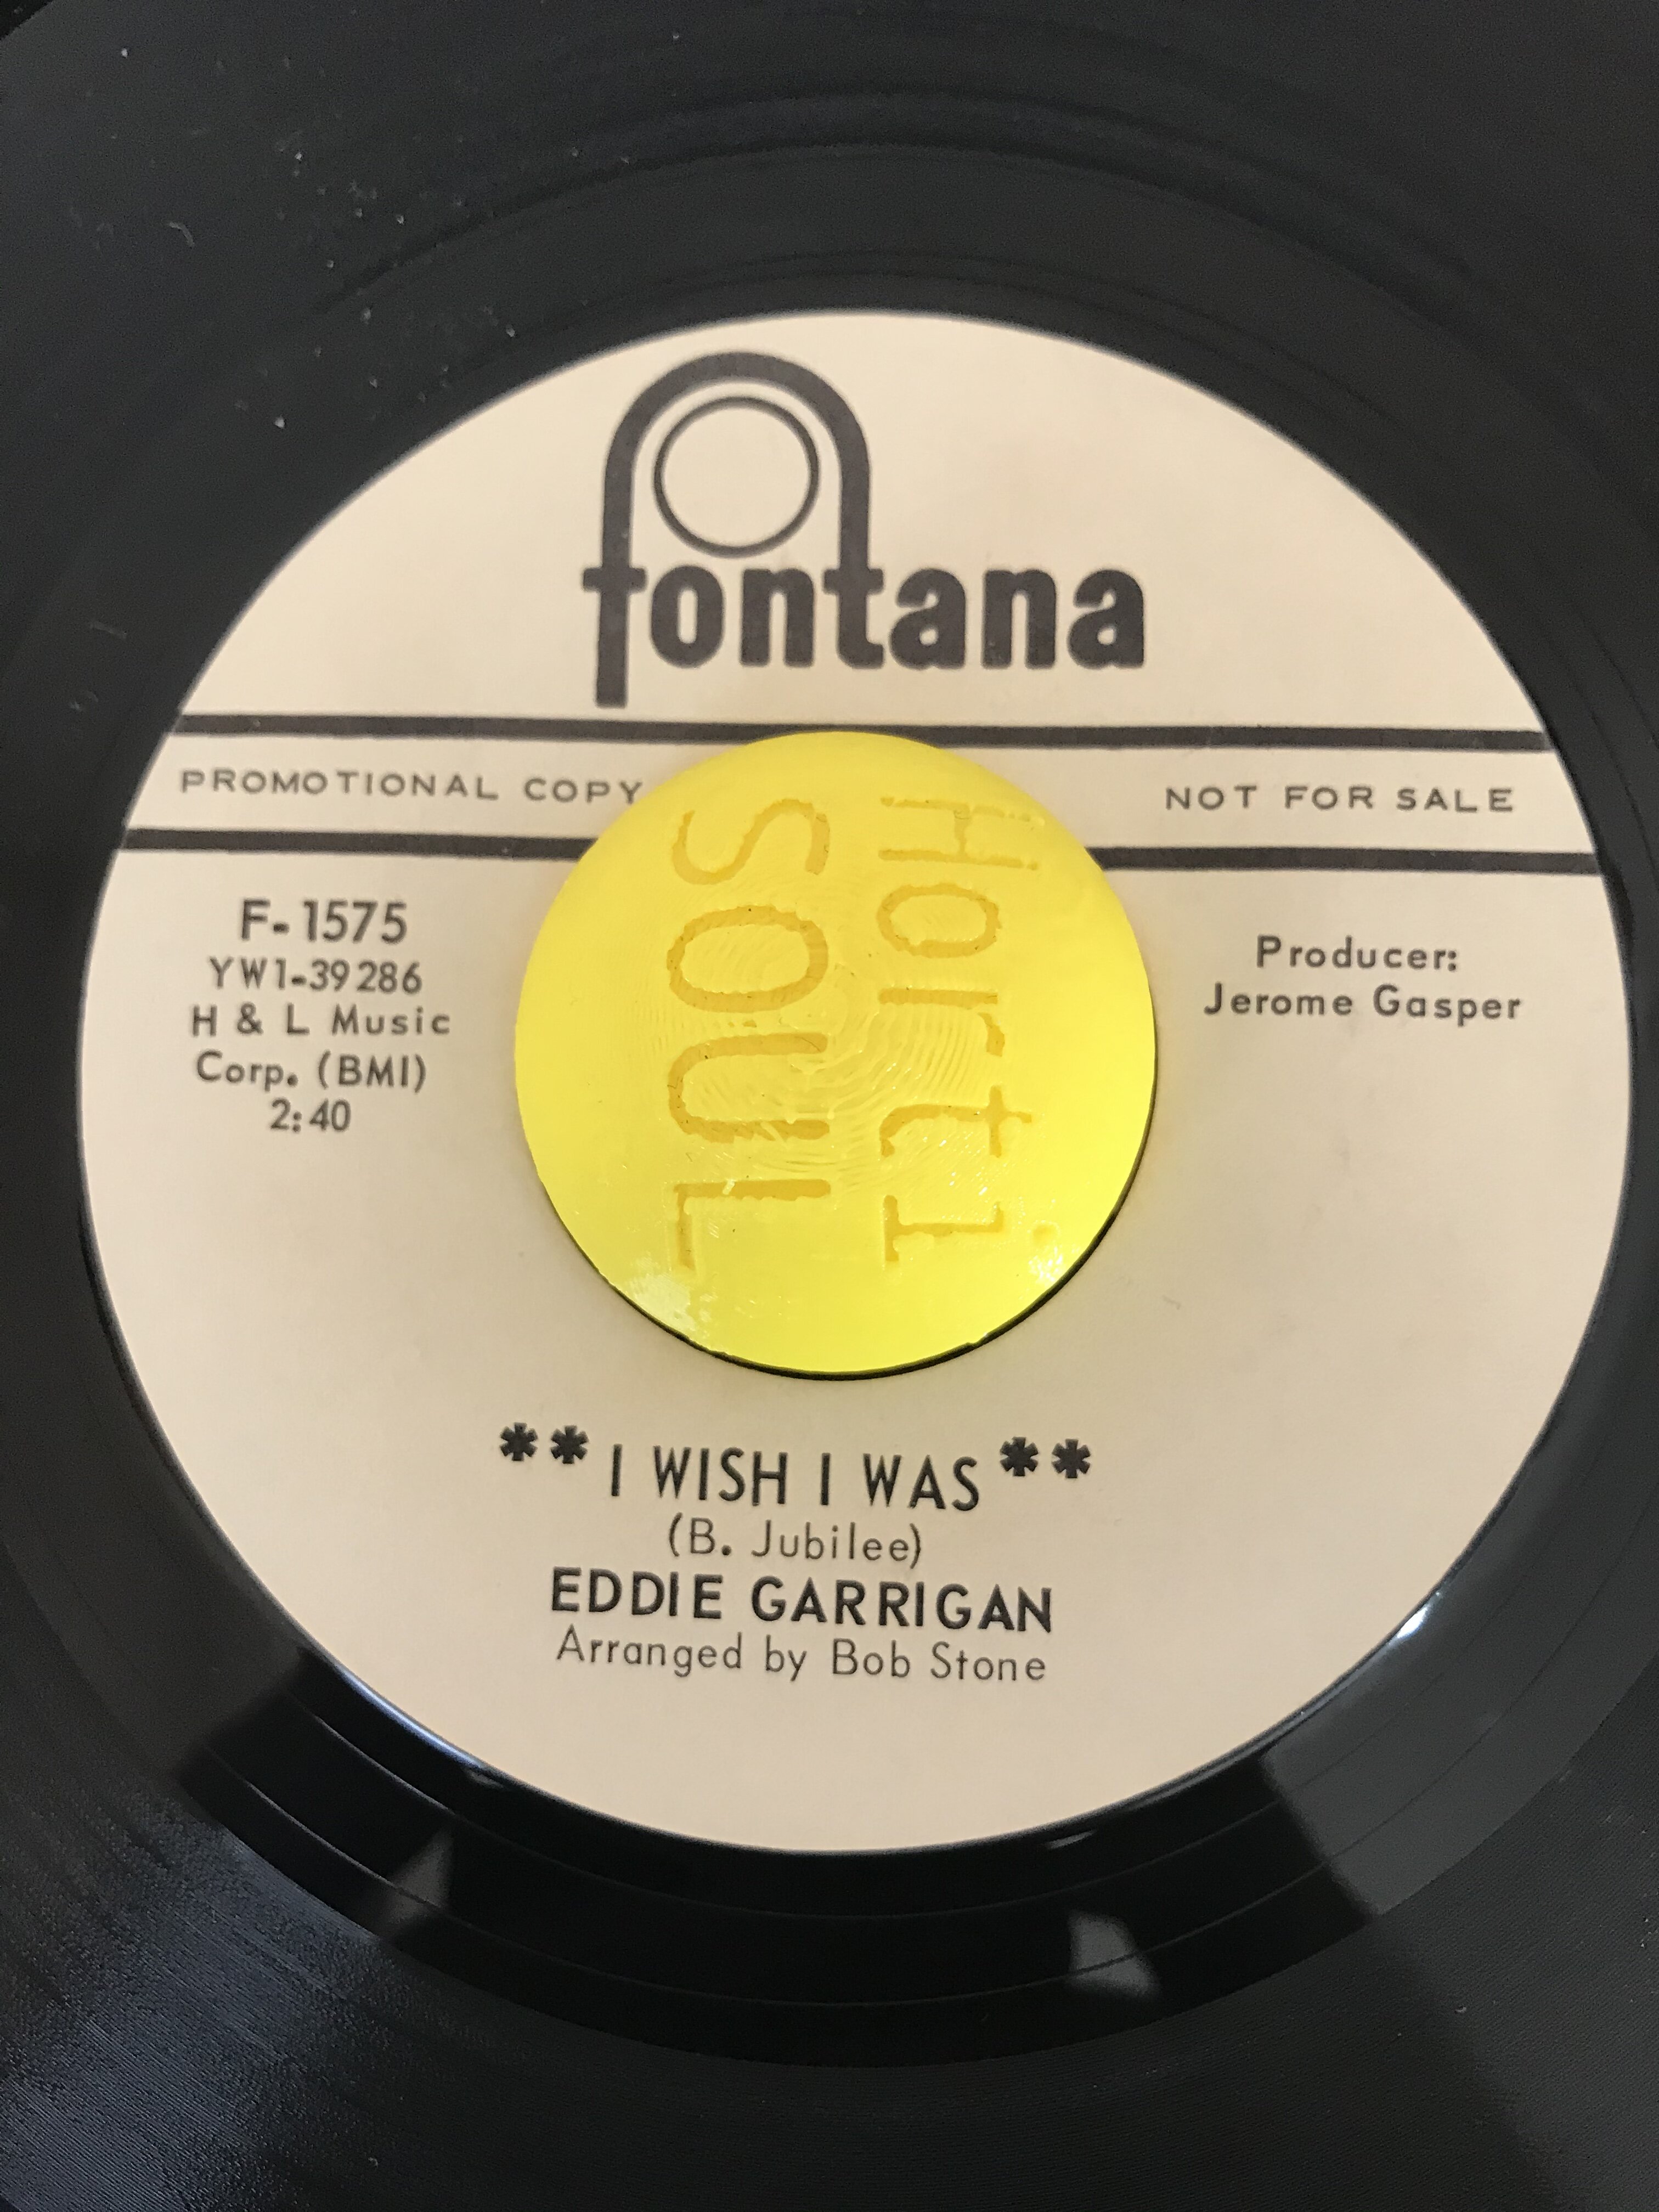 fontana
PROMOTIONAL COPY
NOT FOR SALE
F-1575
YW1-39286
H & L Music
Corp. (BMI)
2:40
Producer:
Jerome Gasper
Horti
SOUL
**I WISH I WAS**
(B. Jubilee)
EDDIE GARRIGAN
Arranged by Bob Stone